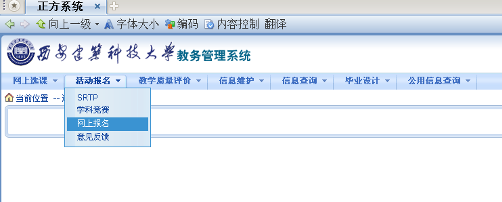 正方系统
向上一级 字体大小 编码 内容控制 翻译
西安建筑科技大学教务管理系统
网上选课 活动报名 教学质量评价 信息维护 信息查询 毕业设计 公用信息查询
当前位置 --
SRTP
学科竞赛
网上报名
意见反馈